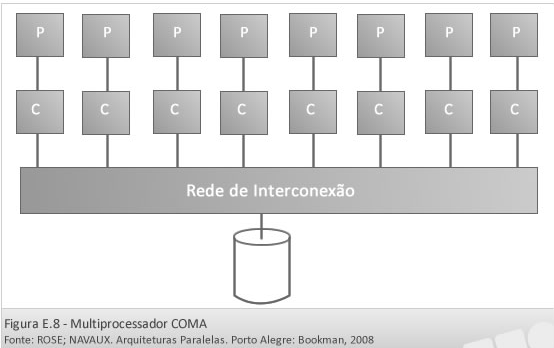 P P P P P P P P
C C C C C C C C
Rede de Interconexão
Figura E.8 - Multiprocessador COMA
Fonte: ROSE; NAVAUX. Arquiteturas Paralelas. Porto Alegre: Bookman, 2008